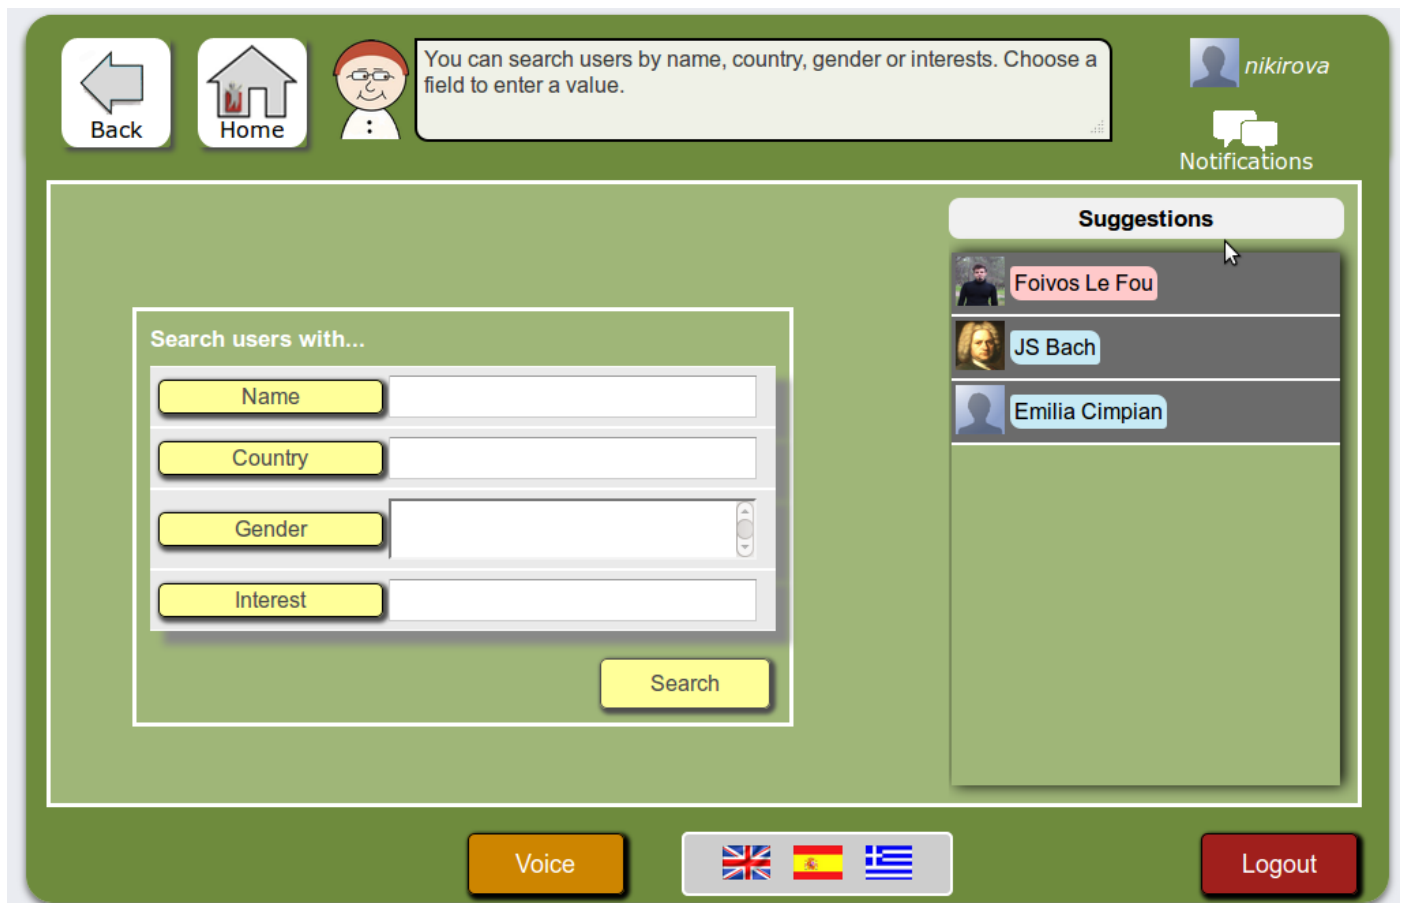 Back
Home
You can search users by name, country, gender or interests. Choose a
field to enter a value.
nikirova
Notifications
Suggestions
Foivos Le Fou
JS Bach
Emilia Cimpian
Search users with...
Name
Country
Gender
Interest
Search
Voice
Logout